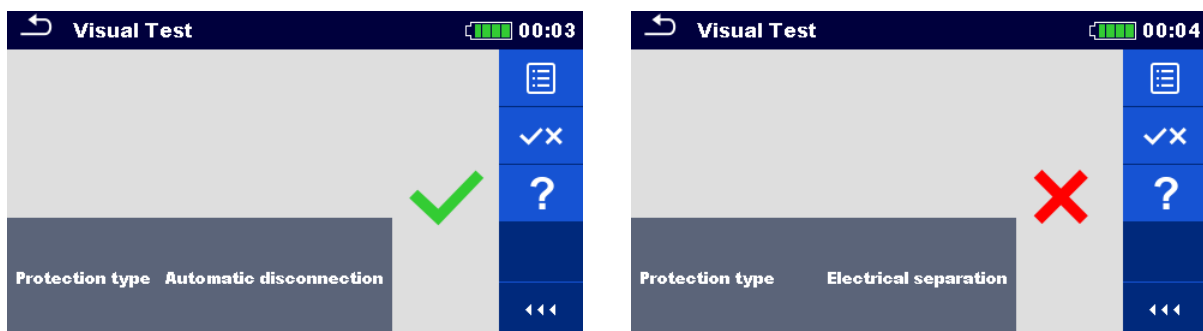 Visual Test 00:03
?
Protection type Automatic disconnection
Visual Test 00:04
?
Protection type Electrical separation